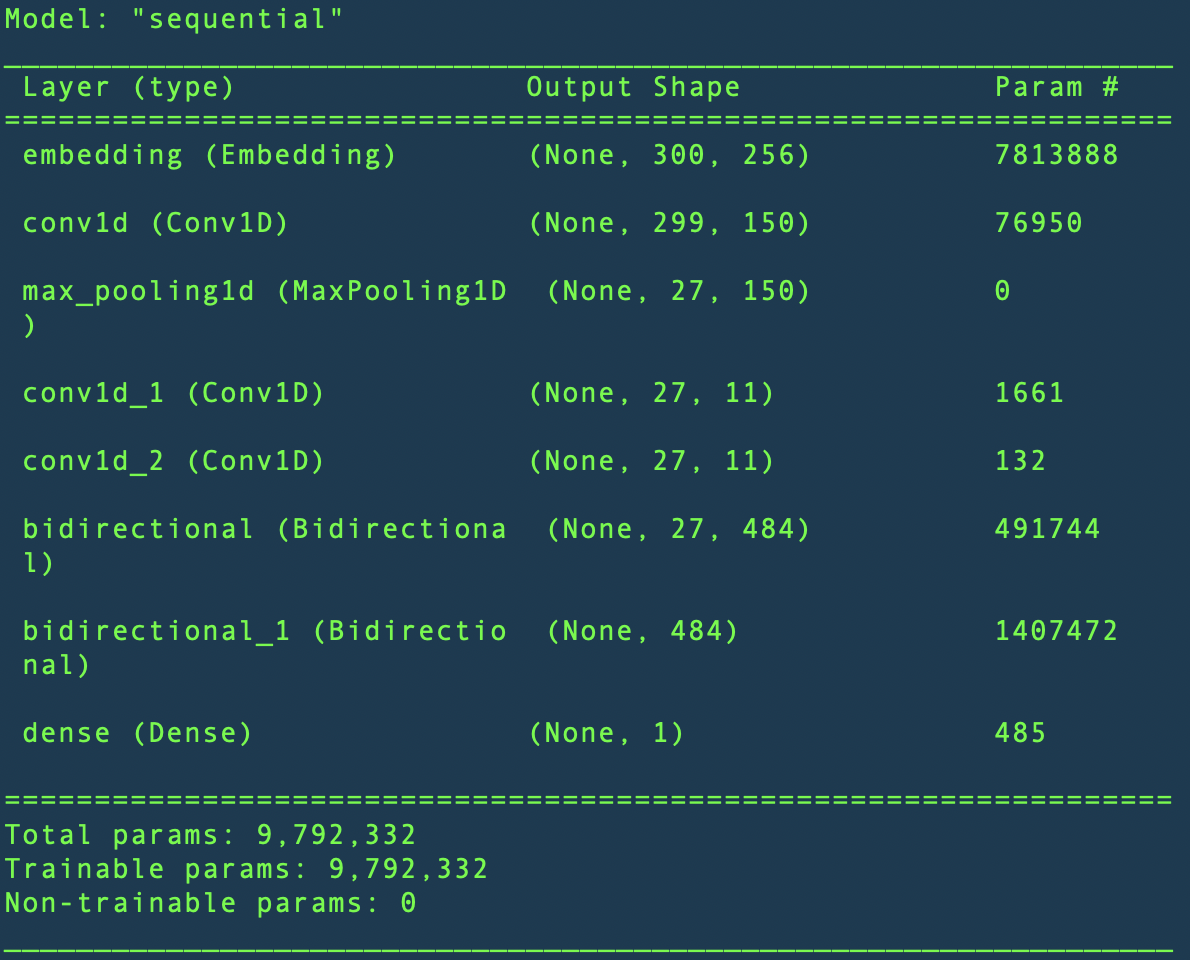 Model: "sequential"
_________________________________________________________________
 Layer (type)                Output Shape              Param #
=================================================================
 embedding (Embedding)       (None, 300, 256)          7813888
 conv1d (Conv1D)             (None, 299, 150)          76950
 max_pooling1d (MaxPooling1D  (None, 27, 150)          0
 )
 conv1d_1 (Conv1D)           (None, 27, 11)            1661
 conv1d_2 (Conv1D)           (None, 27, 11)            132
 bidirectional (Bidirectiona  (None, 27, 484)          491744
 l)
 bidirectional_1 (Bidirectio  (None, 484)              1407472
 nal)
 dense (Dense)               (None, 1)                 485
=================================================================
Total params: 9,792,332
Trainable params: 9,792,332
Non-trainable params: 0
_________________________________________________________________